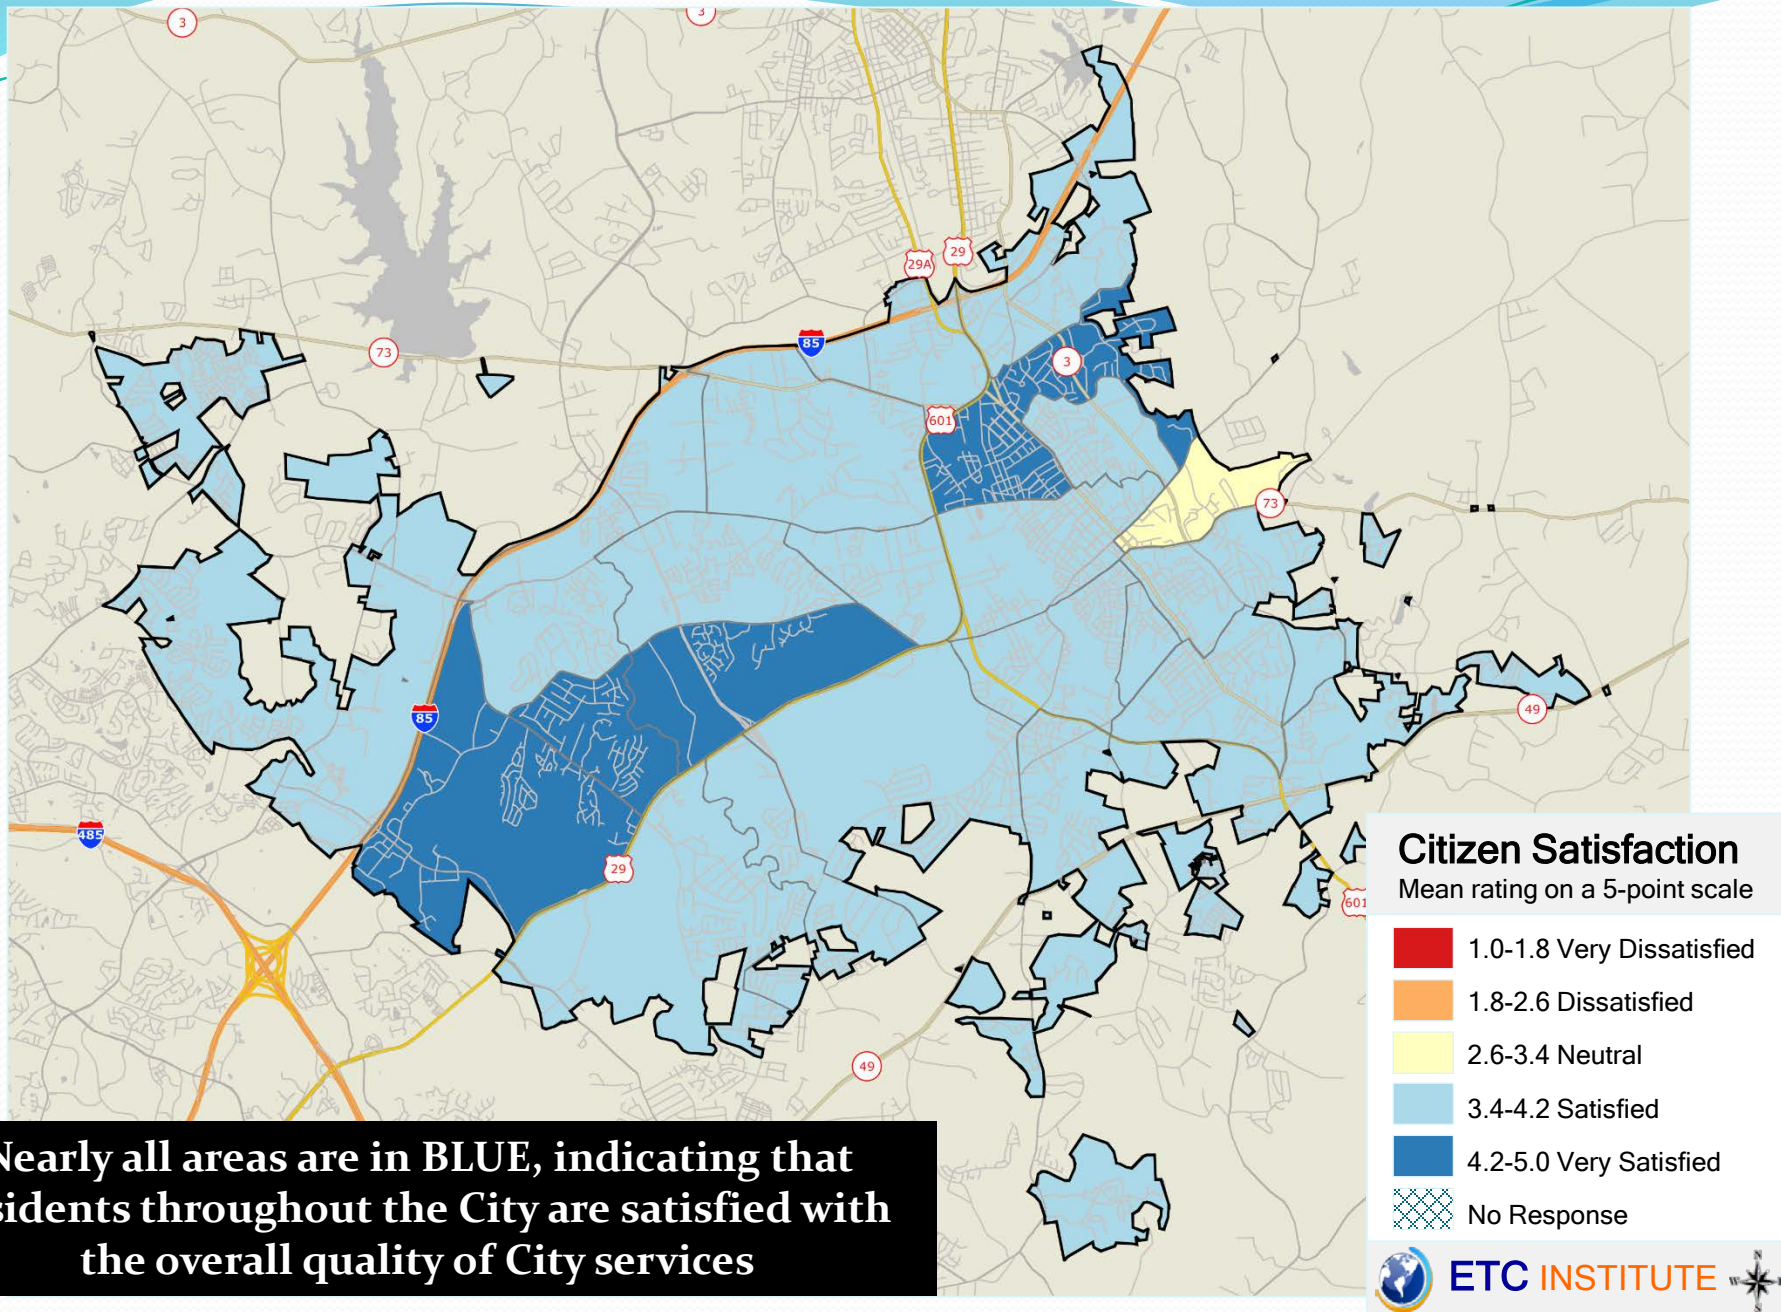 3
3
29A
29
73
85
3
601
73
85
49
485
29
601
49
Citizen Satisfaction
Mean rating on a 5-point scale
1.0-1.8 Very Dissatisfied
1.8-2.6 Dissatisfied
2.6-3.4 Neutral
3.4-4.2 Satisfied
4.2-5.0 Very Satisfied
No Response
Nearly all areas are in BLUE, indicating that
sidents throughout the City are satisfied with
the overall quality of City services
ETC INSTITUTE
N
W
S